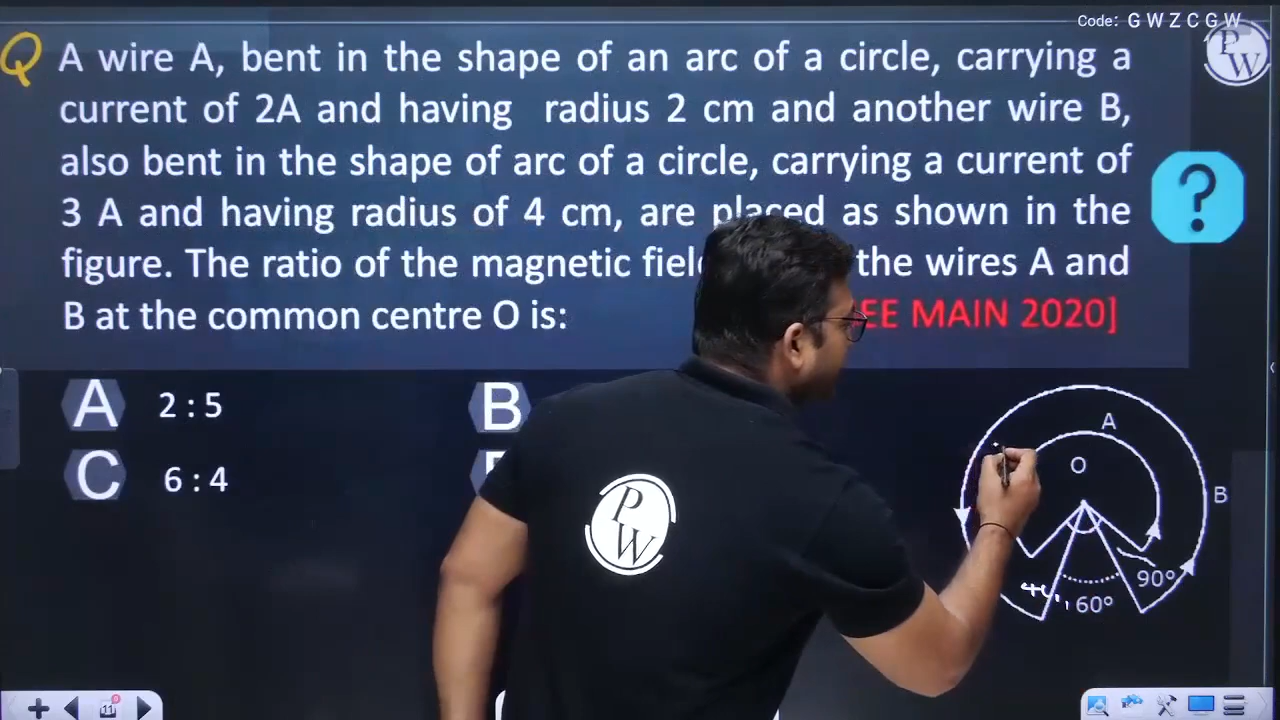 Code: G W Z C G W
P
W
Q A wire A, bent in the shape of an arc of a circle, carrying a
current of 2A and having radius 2 cm and another wire B,
also bent in the shape of arc of a circle, carrying a current of
3 A and having radius of 4 cm, are placed as shown in the
figure. The ratio of the magnetic the wires A and
B at the common centre O is: MAIN 2020]
?
A 2 : 5
B
C 6 : 4
A
O
B
90°
60°
P
W
11